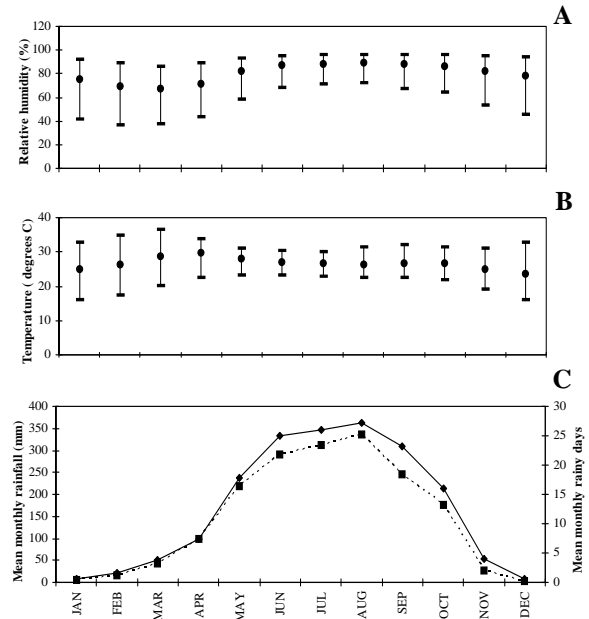 A
Relative humidity (%)
120
100
80
60
40
20
0
B
Temperature ( degrees C)
40
30
20
10
0
C
Mean monthly rainfall (mm)
400
350
300
250
200
150
100
50
0
30
25
20
15
10
5
0
Mean monthly rainy days
JAN
FEB
MAR
APR
MAY
JUN
JUL
AUG
SEP
OCT
NOV
DEC